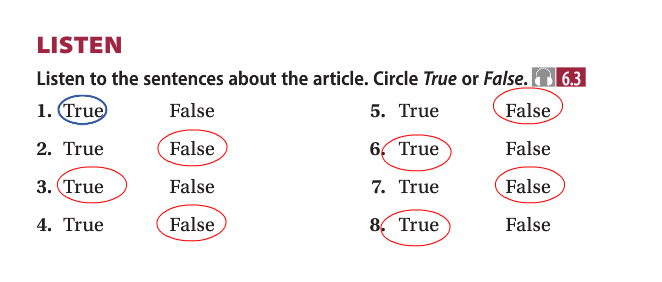 LISTEN
Listen to the sentences about the article. Circle True or False. 6.3
1. True False 5. True False
2. True False 6. True False
3. True False 7. True False
4. True False 8. True False